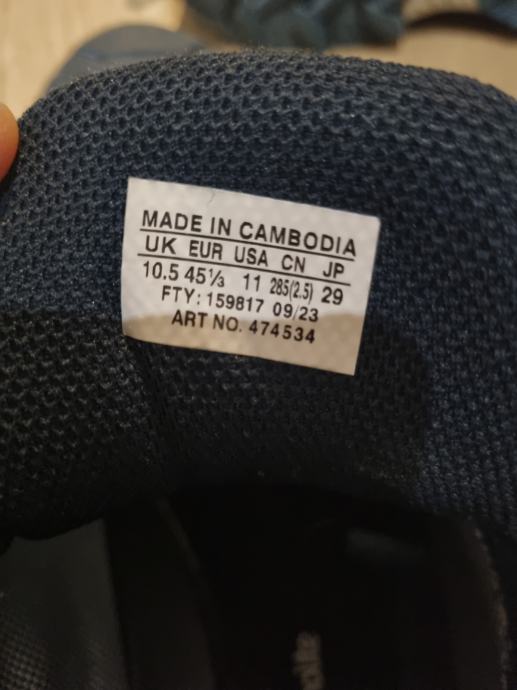 MADE IN CAMBODIA
UK EUR USA CN JP
10.5 45⅓ 11 285(2.5) 29
FTY: 159817 09/23
ART NO. 474534